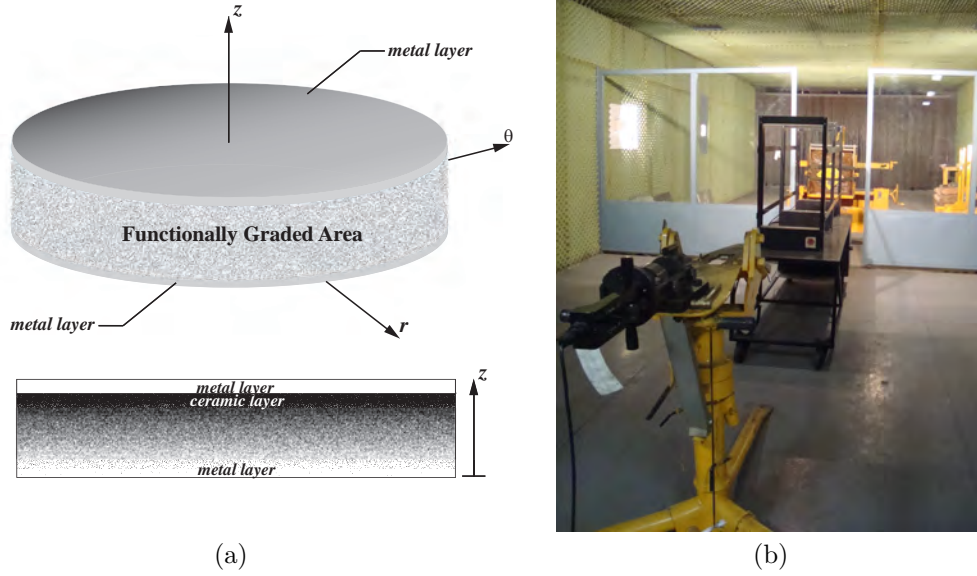 z
metal layer
θ
Functionally Graded Area
metal layer
r
metal layer
z
ceramic layer
metal layer
(a)
(b)